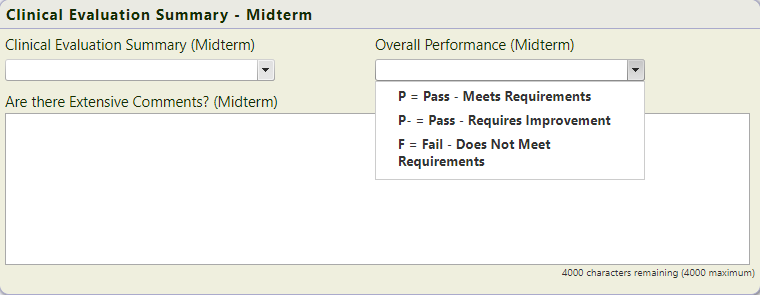 Clinical Evaluation Summary - Midterm
Clinical Evaluation Summary (Midterm)
Overall Performance (Midterm)
P = Pass - Meets Requirements
P- = Pass - Requires Improvement
F = Fail - Does Not Meet
Requirements
Are there Extensive Comments? (Midterm)
4000 characters remaining (4000 maximum)